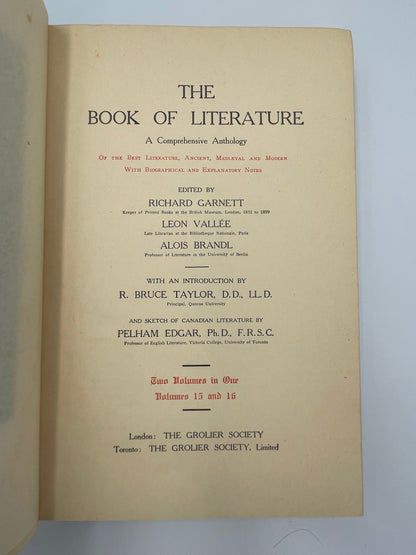 THE
BOOK OF LITERATURE
A Comprehensive Anthology
OF THE BEST LITERATURE, ANCIENT, MEDIÆVAL AND MODERN
WITH BIOGRAPHICAL AND EXPLANATORY NOTES
EDITED BY
RICHARD GARNETT
Keeper of Printed Books at the British Museum, London, 1851 to 1899
LEON VALLÉE
Late Librarian at the Bibliotheque Nationale, Paris
ALOIS BRANDL
Professor of Literature in the University of Berlin
WITH AN INTRODUCTION BY
R. BRUCE TAYLOR, D.D., LL.D.
Principal, Queens University
AND SKETCH OF CANADIAN LITERATURE BY
PELHAM EDGAR, Ph.D., F.R.S.C.
Professor of English Literature, Victoria College, University of Toronto
Two Volumes in One
Volumes 15 and 16
London: THE GROLIER SOCIETY
Toronto: THE GROLIER SOCIETY, Limited